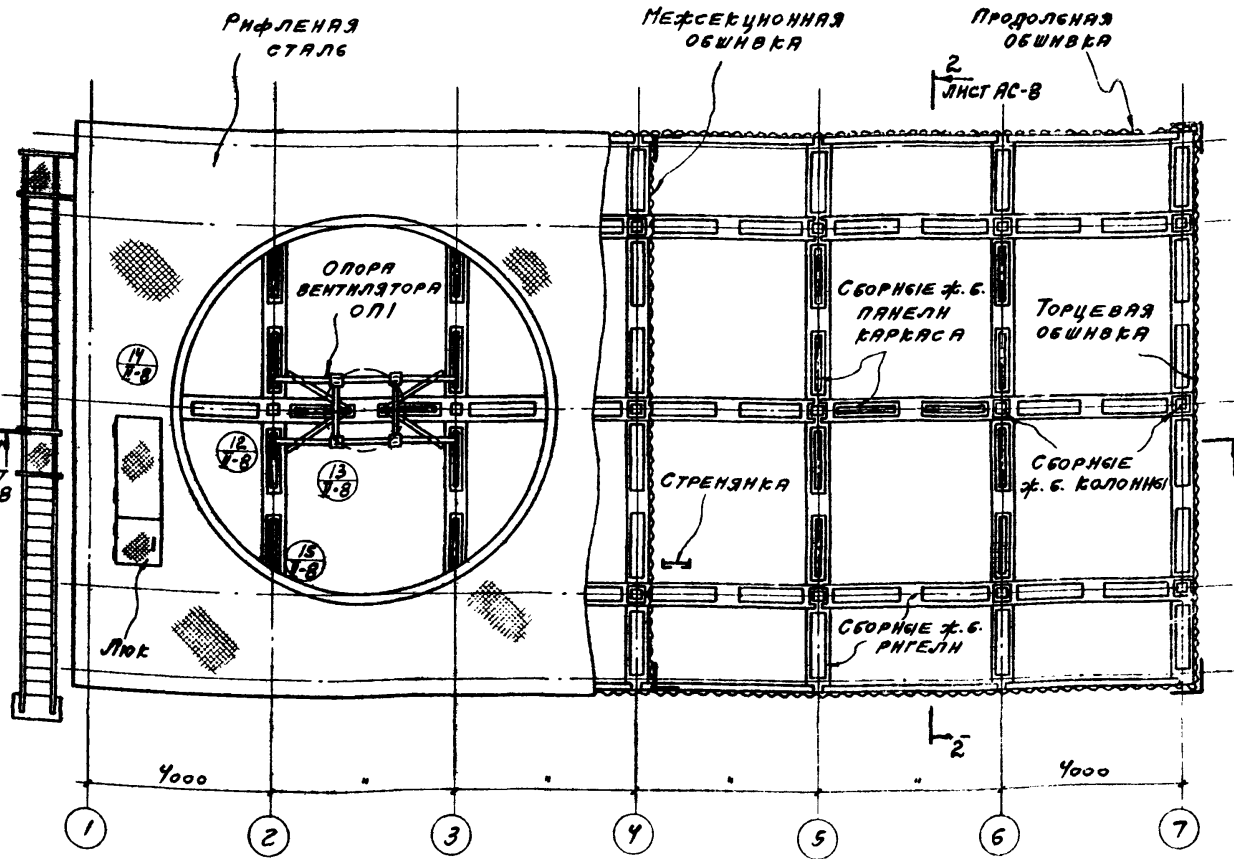 Рифленая
сталь
Межсекционная
обшивка
Продольная
обшивка
2
лист АС-8
Опора
вентилятора
ОП1
Сборные ж.б.
панели
каркаса
Торцевая
обшивка
14
II-8
12
II-8
13
II-8
15
II-8
8
Стремянка
Сборные
ж.б. колонны
Сборные ж.б.
ригели
Люк
2
4000
"
"
"
"
4000
1
2
3
4
5
6
7